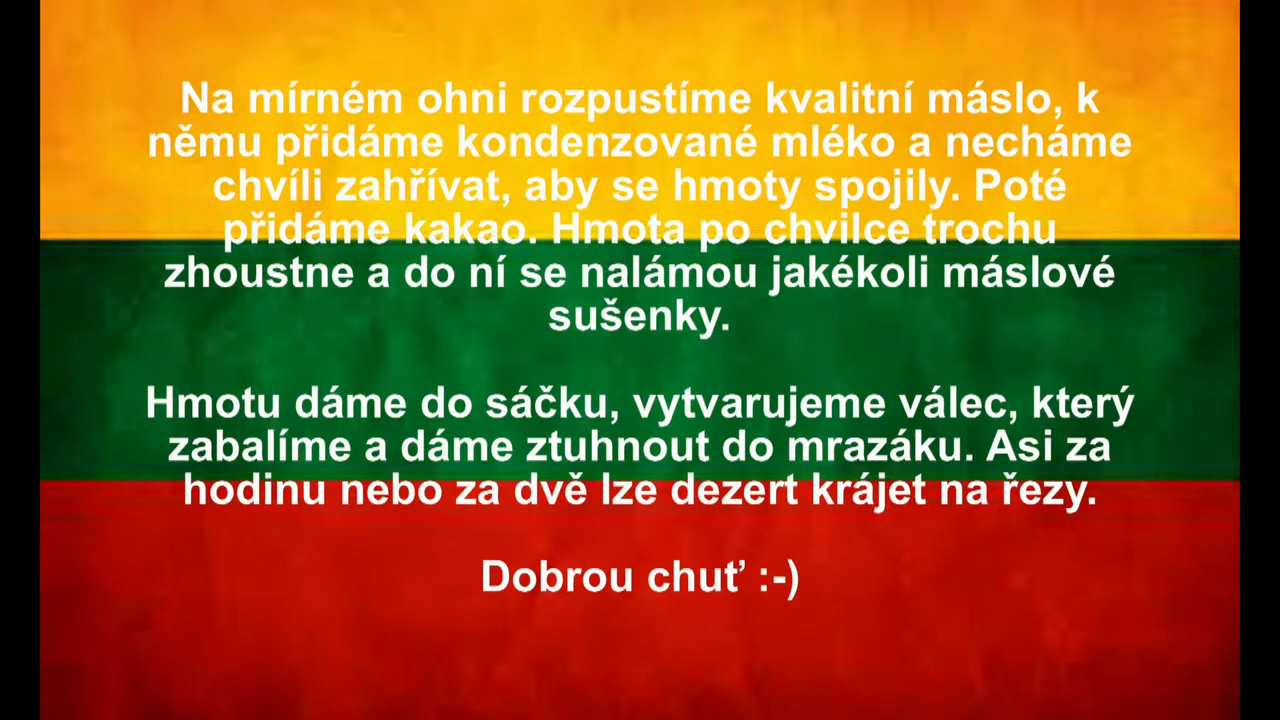 Na mírném ohni rozpustíme kvalitní máslo, k
němu přidáme kondenzované mléko a necháme
chvíli zahřívat, aby se hmoty spojily. Poté
přidáme kakao. Hmota po chvilce trochu
zhoustne a do ní se nalámou jakékoli máslové
sušenky.
Hmotu dáme do sáčku, vytvarujeme válec, který
zabalíme a dáme ztuhnout do mrazáku. Asi za
hodinu nebo za dvě lze dezert krájet na řezy.
Dobrou chuť :-)